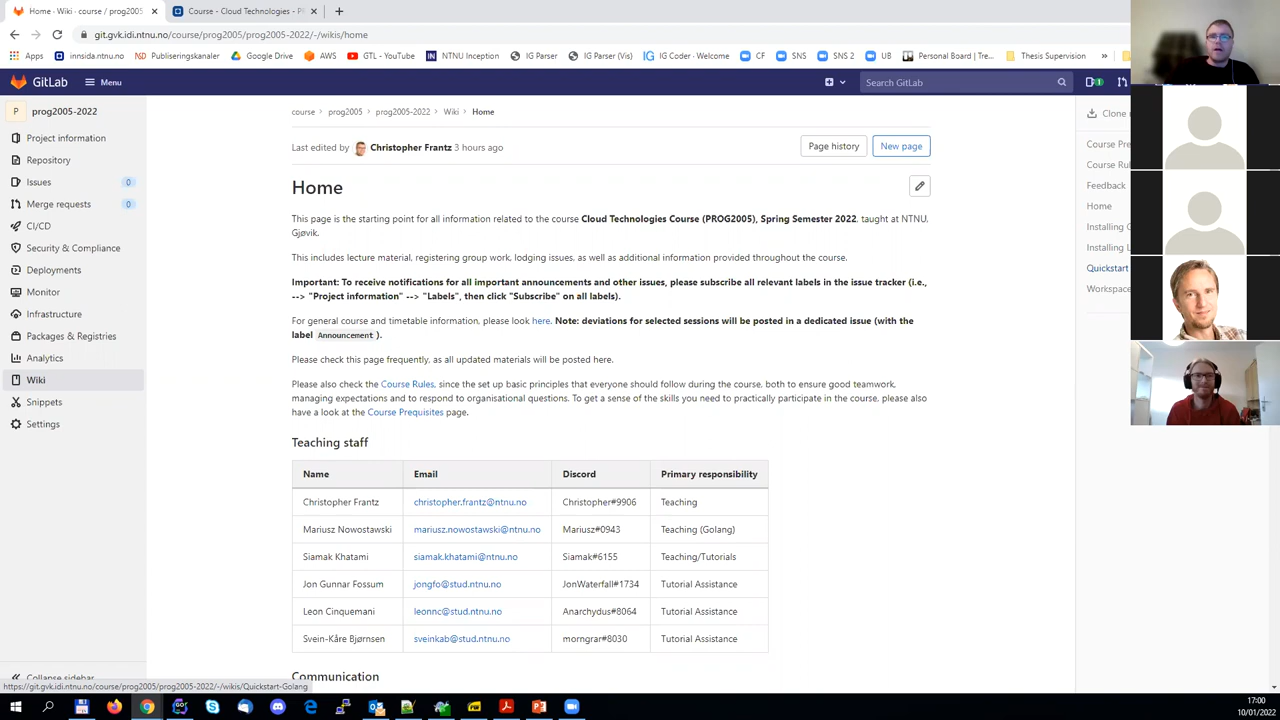 Home · Wiki · course / prog2005
Course - Cloud Technologies - P
git.gvk.idi.ntnu.no/course/prog2005/prog2005-2022/-/wikis/home
Apps
innsida.ntnu.no
Publiseringskanaler
Google Drive
AWS
GTL - YouTube
NTNU Inception
IG Parser
IG Parser (Vis)
IG Coder · Welcome
CF
SNS
SNS 2
UB
Personal Board | Tre...
Thesis Supervision
»
GitLab
Menu
Search GitLab
1
P prog2005-2022
Project information
Repository
Issues 0
Merge requests 0
CI/CD
Security & Compliance
Deployments
Monitor
Infrastructure
Packages & Registries
Analytics
Wiki
Snippets
Settings
Collapse sidebar
course > prog2005 > prog2005-2022 > Wiki > Home
Last edited by Christopher Frantz 3 hours ago
Page history
New page
Home
This page is the starting point for all information related to the course Cloud Technologies Course (PROG2005), Spring Semester 2022, taught at NTNU,
Gjøvik.
This includes lecture material, registering group work, lodging issues, as well as additional information provided throughout the course.
Important: To receive notifications for all important announcements and other issues, please subscribe all relevant labels in the issue tracker (i.e.,
--> "Project information" --> "Labels", then click "Subscribe" on all labels).
For general course and timetable information, please look here. Note: deviations for selected sessions will be posted in a dedicated issue (with the
label Announcement ).
Please check this page frequently, as all updated materials will be posted here.
Please also check the Course Rules, since the set up basic principles that everyone should follow during the course, both to ensure good teamwork,
managing expectations and to respond to organisational questions. To get a sense of the skills you need to practically participate in the course, please also
have a look at the Course Prequisites page.
Teaching staff
Name Email Discord Primary responsibility
Christopher Frantz christopher.frantz@ntnu.no Christopher#9906 Teaching
Mariusz Nowostawski mariusz.nowostawski@ntnu.no Mariusz#0943 Teaching (Golang)
Siamak Khatami siamak.khatami@ntnu.no Siamak#6155 Teaching/Tutorials
Jon Gunnar Fossum jongfo@stud.ntnu.no JonWaterfall#1734 Tutorial Assistance
Leon Cinquemani leonnc@stud.ntnu.no Anarchydus#8064 Tutorial Assistance
Svein-Kåre Bjørnsen sveinkab@stud.ntnu.no morngrar#8030 Tutorial Assistance
Communication
Clone
Course Pre
Course Rul
Feedback
Home
Installing G
Installing L
Quickstart
Workspace
https://git.gvk.idi.ntnu.no/course/prog2005/prog2005-2022/-/wikis/Quickstart-Golang
17:00
10/01/2022